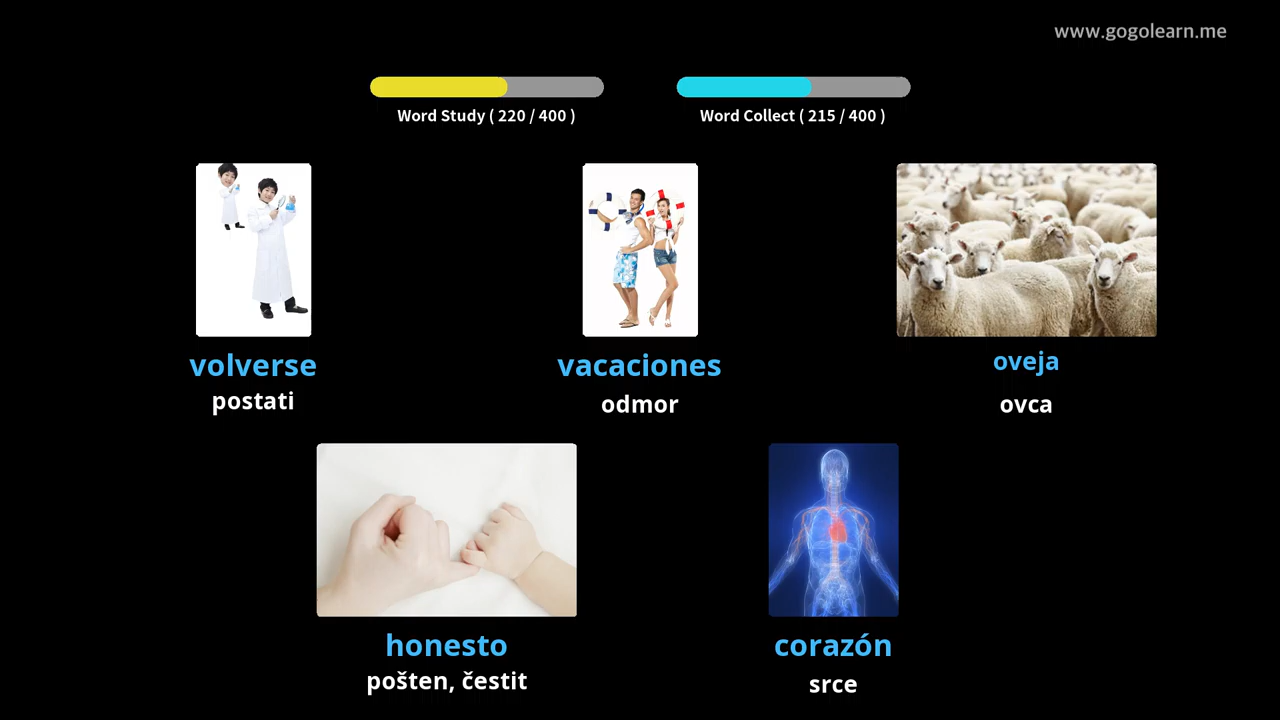 www.gogolearn.me
Word Study ( 220 / 400 )
Word Collect ( 215 / 400 )
volverse
postati
vacaciones
odmor
oveja
ovca
honesto
pošten, čestit
corazón
srce